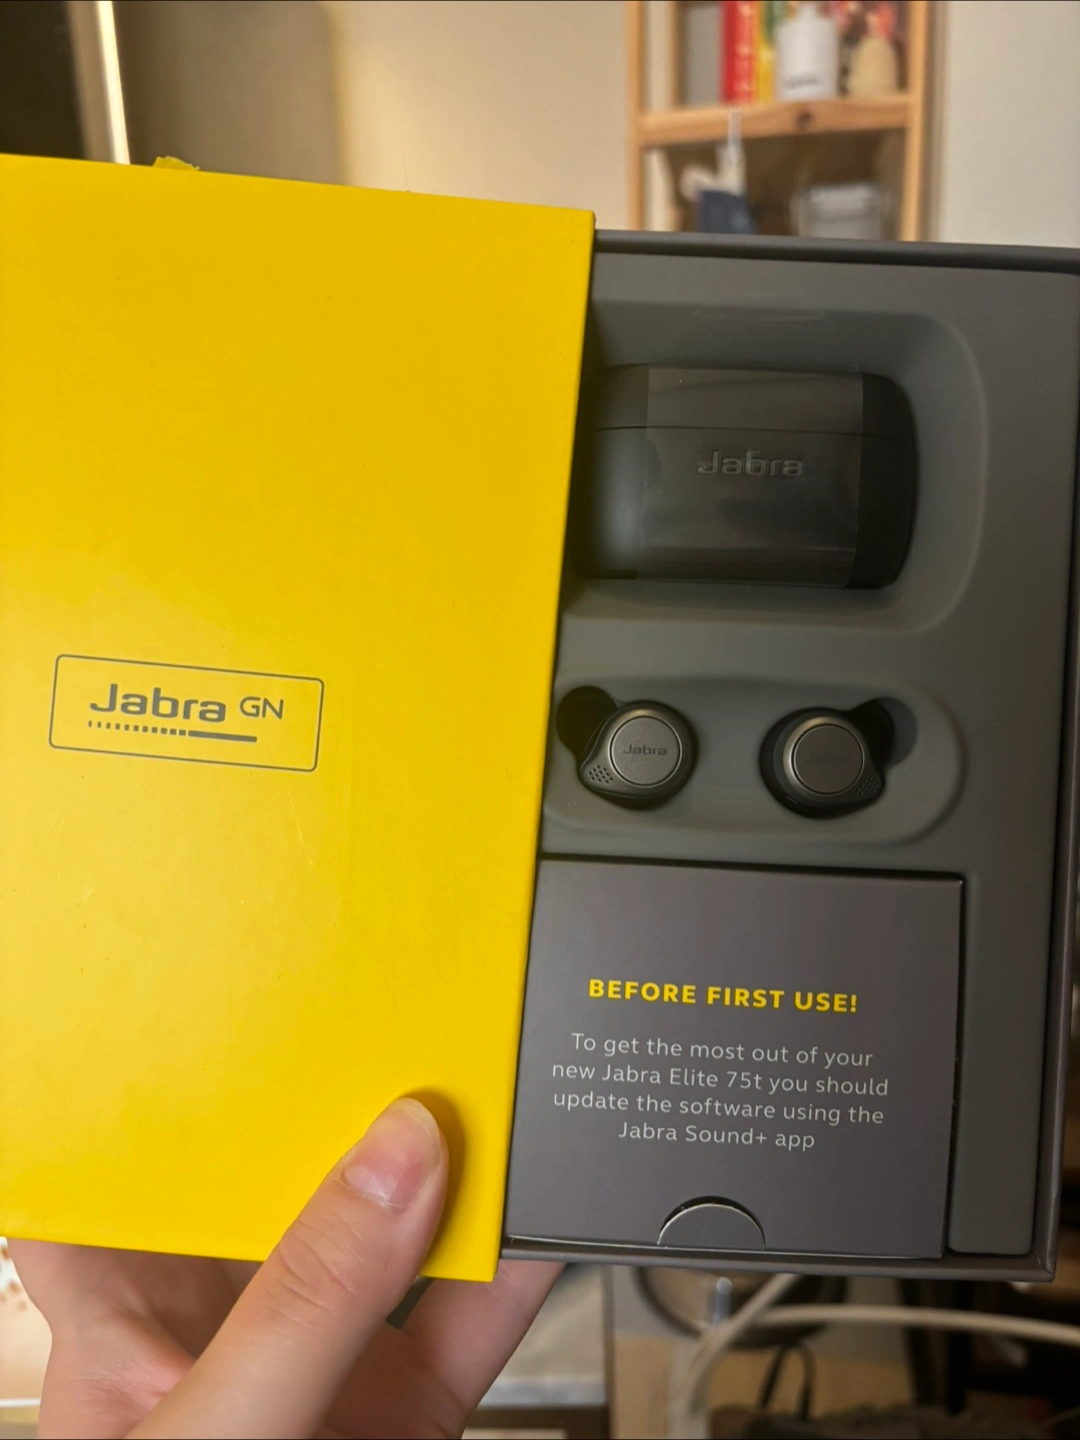 Jabra GN
Jabra
Jabra
BEFORE FIRST USE!
To get the most out of your
new Jabra Elite 75t you should
update the software using the
Jabra Sound+ app